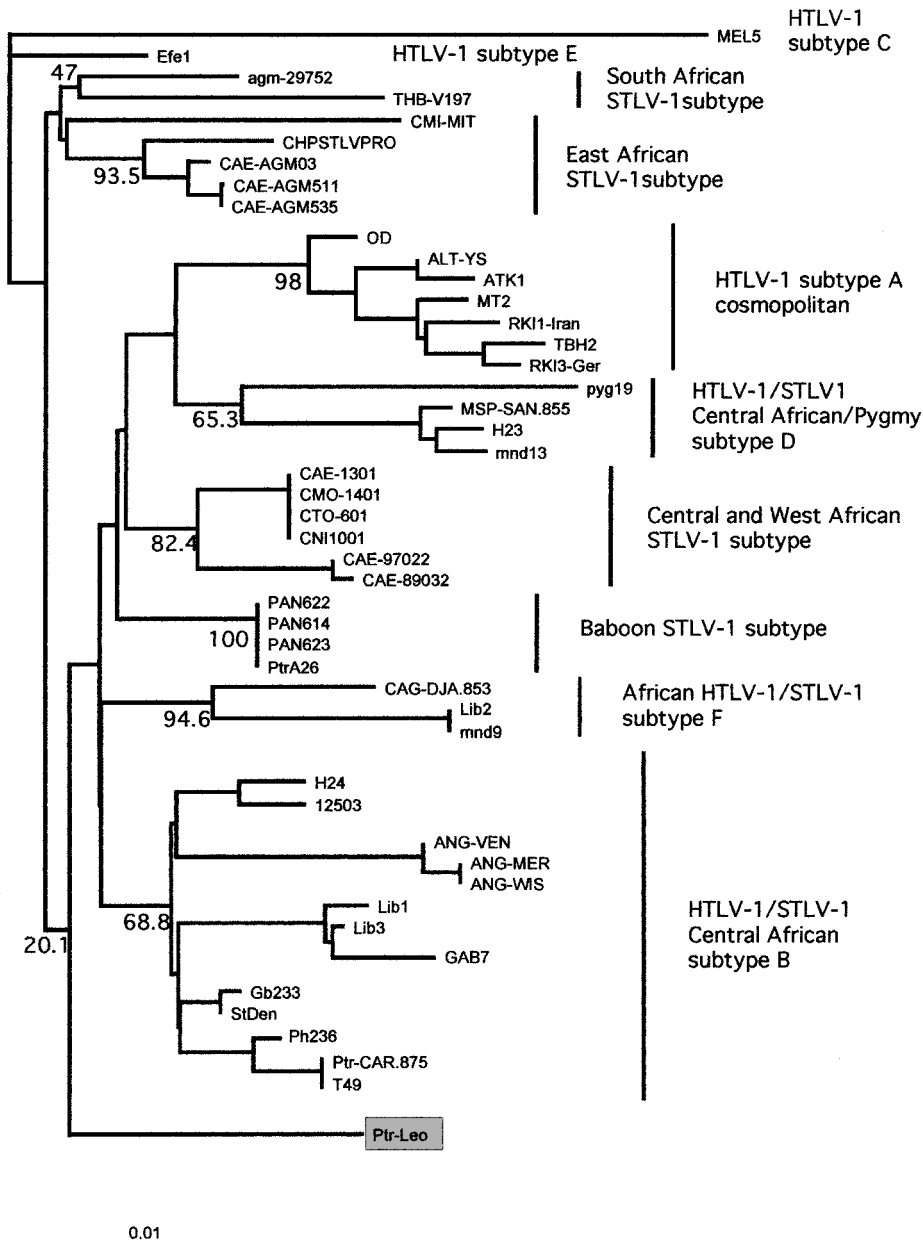 MEL5
HTLV-1
subtype C
Efe1
HTLV-1 subtype E
47
agm-29752
THB-V197
South African
STLV-1subtype
CMI-MIT
CHPSTLVPRO
93.5
CAE-AGM03
CAE-AGM511
CAE-AGM535
East African
STLV-1subtype
OD
98
ALT-YS
ATK1
MT2
RKI1-Iran
TBH2
RKI3-Ger
HTLV-1 subtype A
cosmopolitan
pyg19
65.3
MSP-SAN.855
H23
mnd13
HTLV-1/STLV1
Central African/Pygmy
subtype D
CAE-1301
CMO-1401
CTO-601
CNI1001
82.4
CAE-97022
CAE-89032
Central and West African
STLV-1 subtype
PAN622
PAN614
100
PAN623
PtrA26
Baboon STLV-1 subtype
CAG-DJA.853
94.6
Lib2
mnd9
African HTLV-1/STLV-1
subtype F
H24
12503
ANG-VEN
ANG-MER
ANG-WIS
68.8
Lib1
Lib3
GAB7
Gb233
StDen
Ph236
Ptr-CAR.875
T49
HTLV-1/STLV-1
Central African
subtype B
20.1
Ptr-Leo
0.01